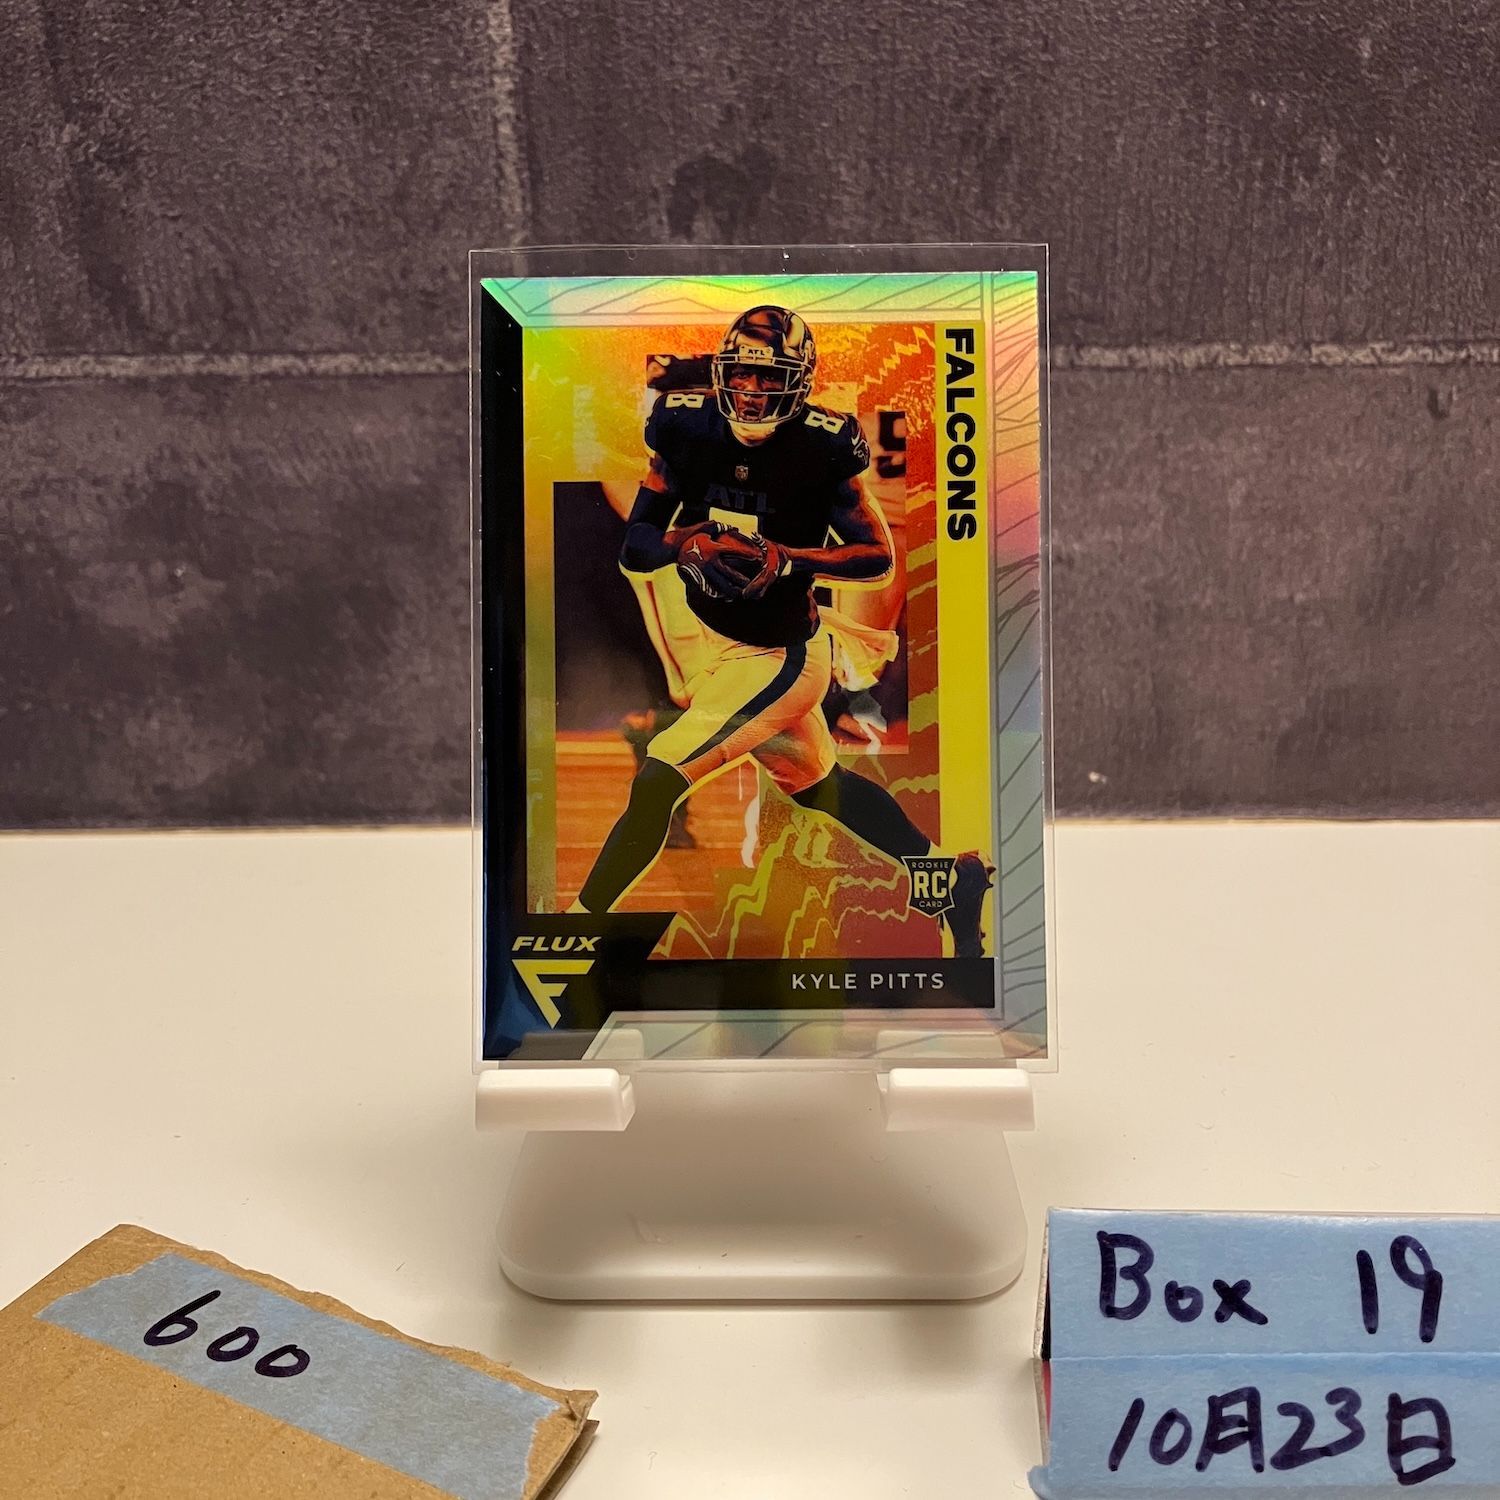 ATL
8 8
FALCONS
ATL
ROOKIE
RC
CARD
FLUX
F
KYLE PITTS
600
Box 19
10月23日